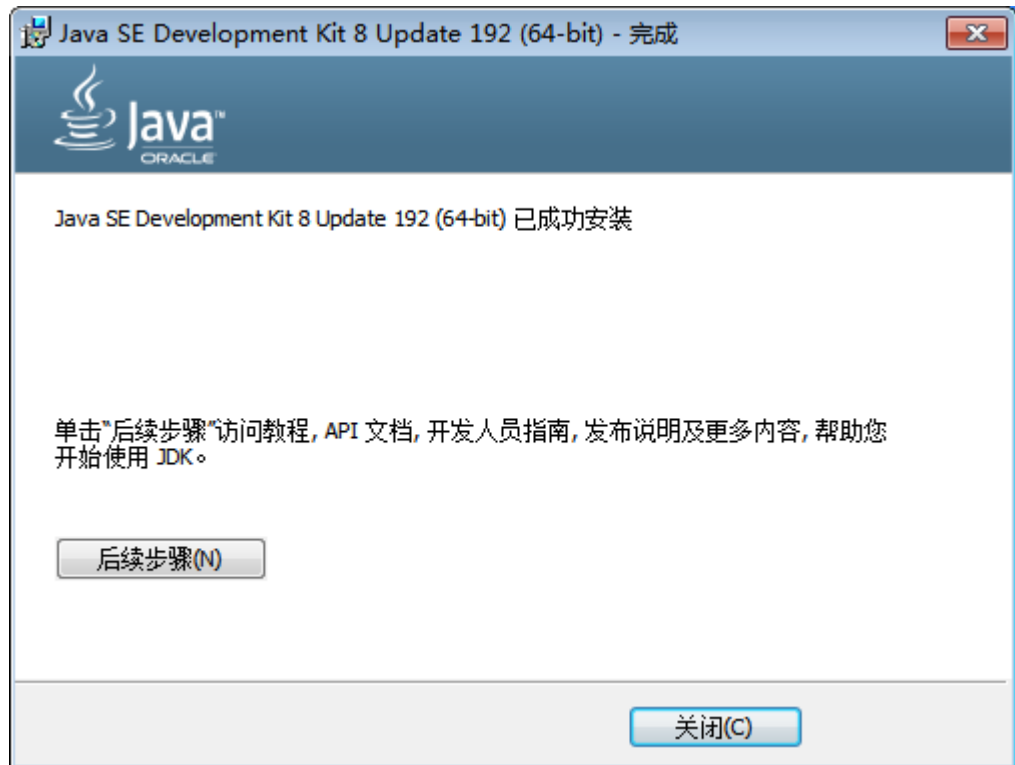 Java SE Development Kit 8 Update 192 (64-bit) - 完成
Java™
ORACLE
Java SE Development Kit 8 Update 192 (64-bit) 已成功安装
单击"后续步骤"访问教程, API 文档, 开发人员指南, 发布说明及更多内容, 帮助您
开始使用 JDK。
后续步骤(N)
关闭(C)